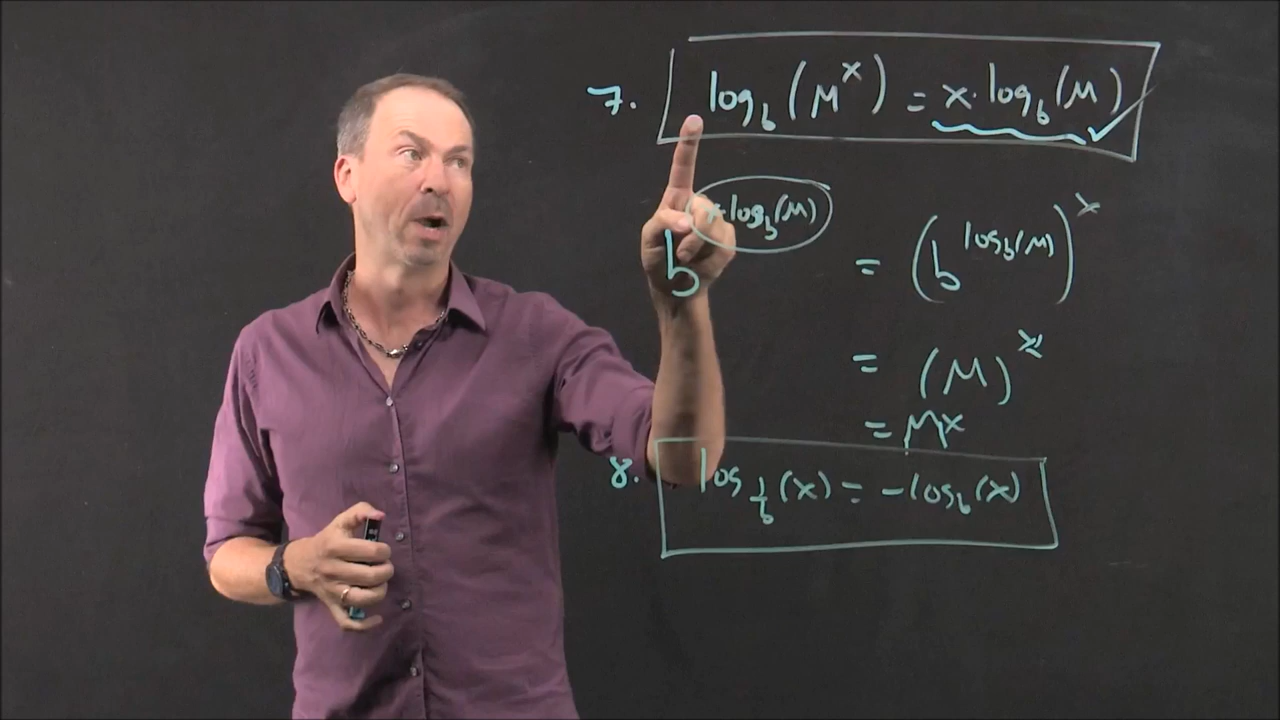 7. log_b(M^x) = x·log_b(M) ✓
b^(x·log_b(M)) = (b^(log_b(M)))^x
= (M)^x
= M^x
8. log_(1/b)(x) = -log_b(x)